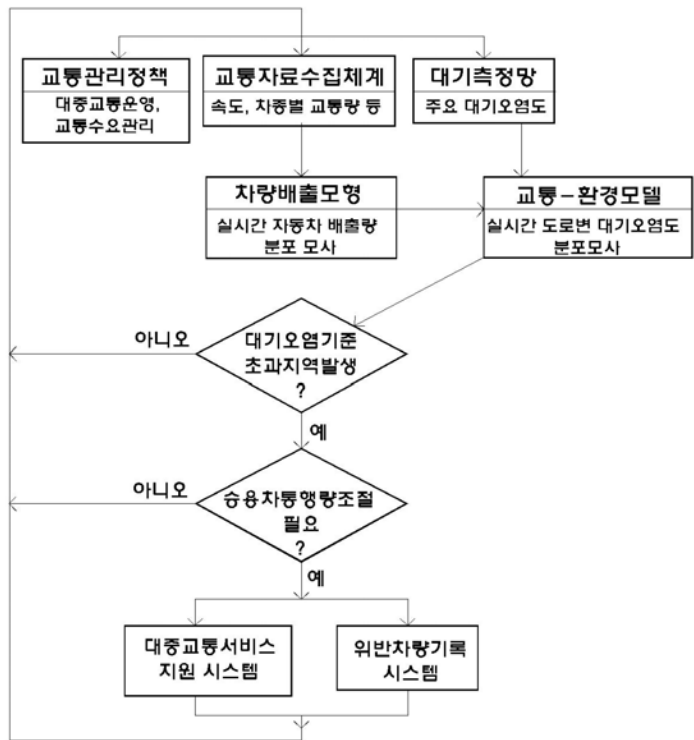 교통관리정책
대중교통운영,
교통수요관리
교통자료수집체계
속도, 차종별 교통량 등
대기측정망
주요 대기오염도
차량배출모형
실시간 자동차 배출량
분포 모사
교통-환경모델
실시간 도로변 대기오염도
분포모사
대기오염기준
초과지역발생
?
아니오
예
승용차통행량조절
필요
?
아니오
예
대중교통서비스
지원 시스템
위반차량기록
시스템